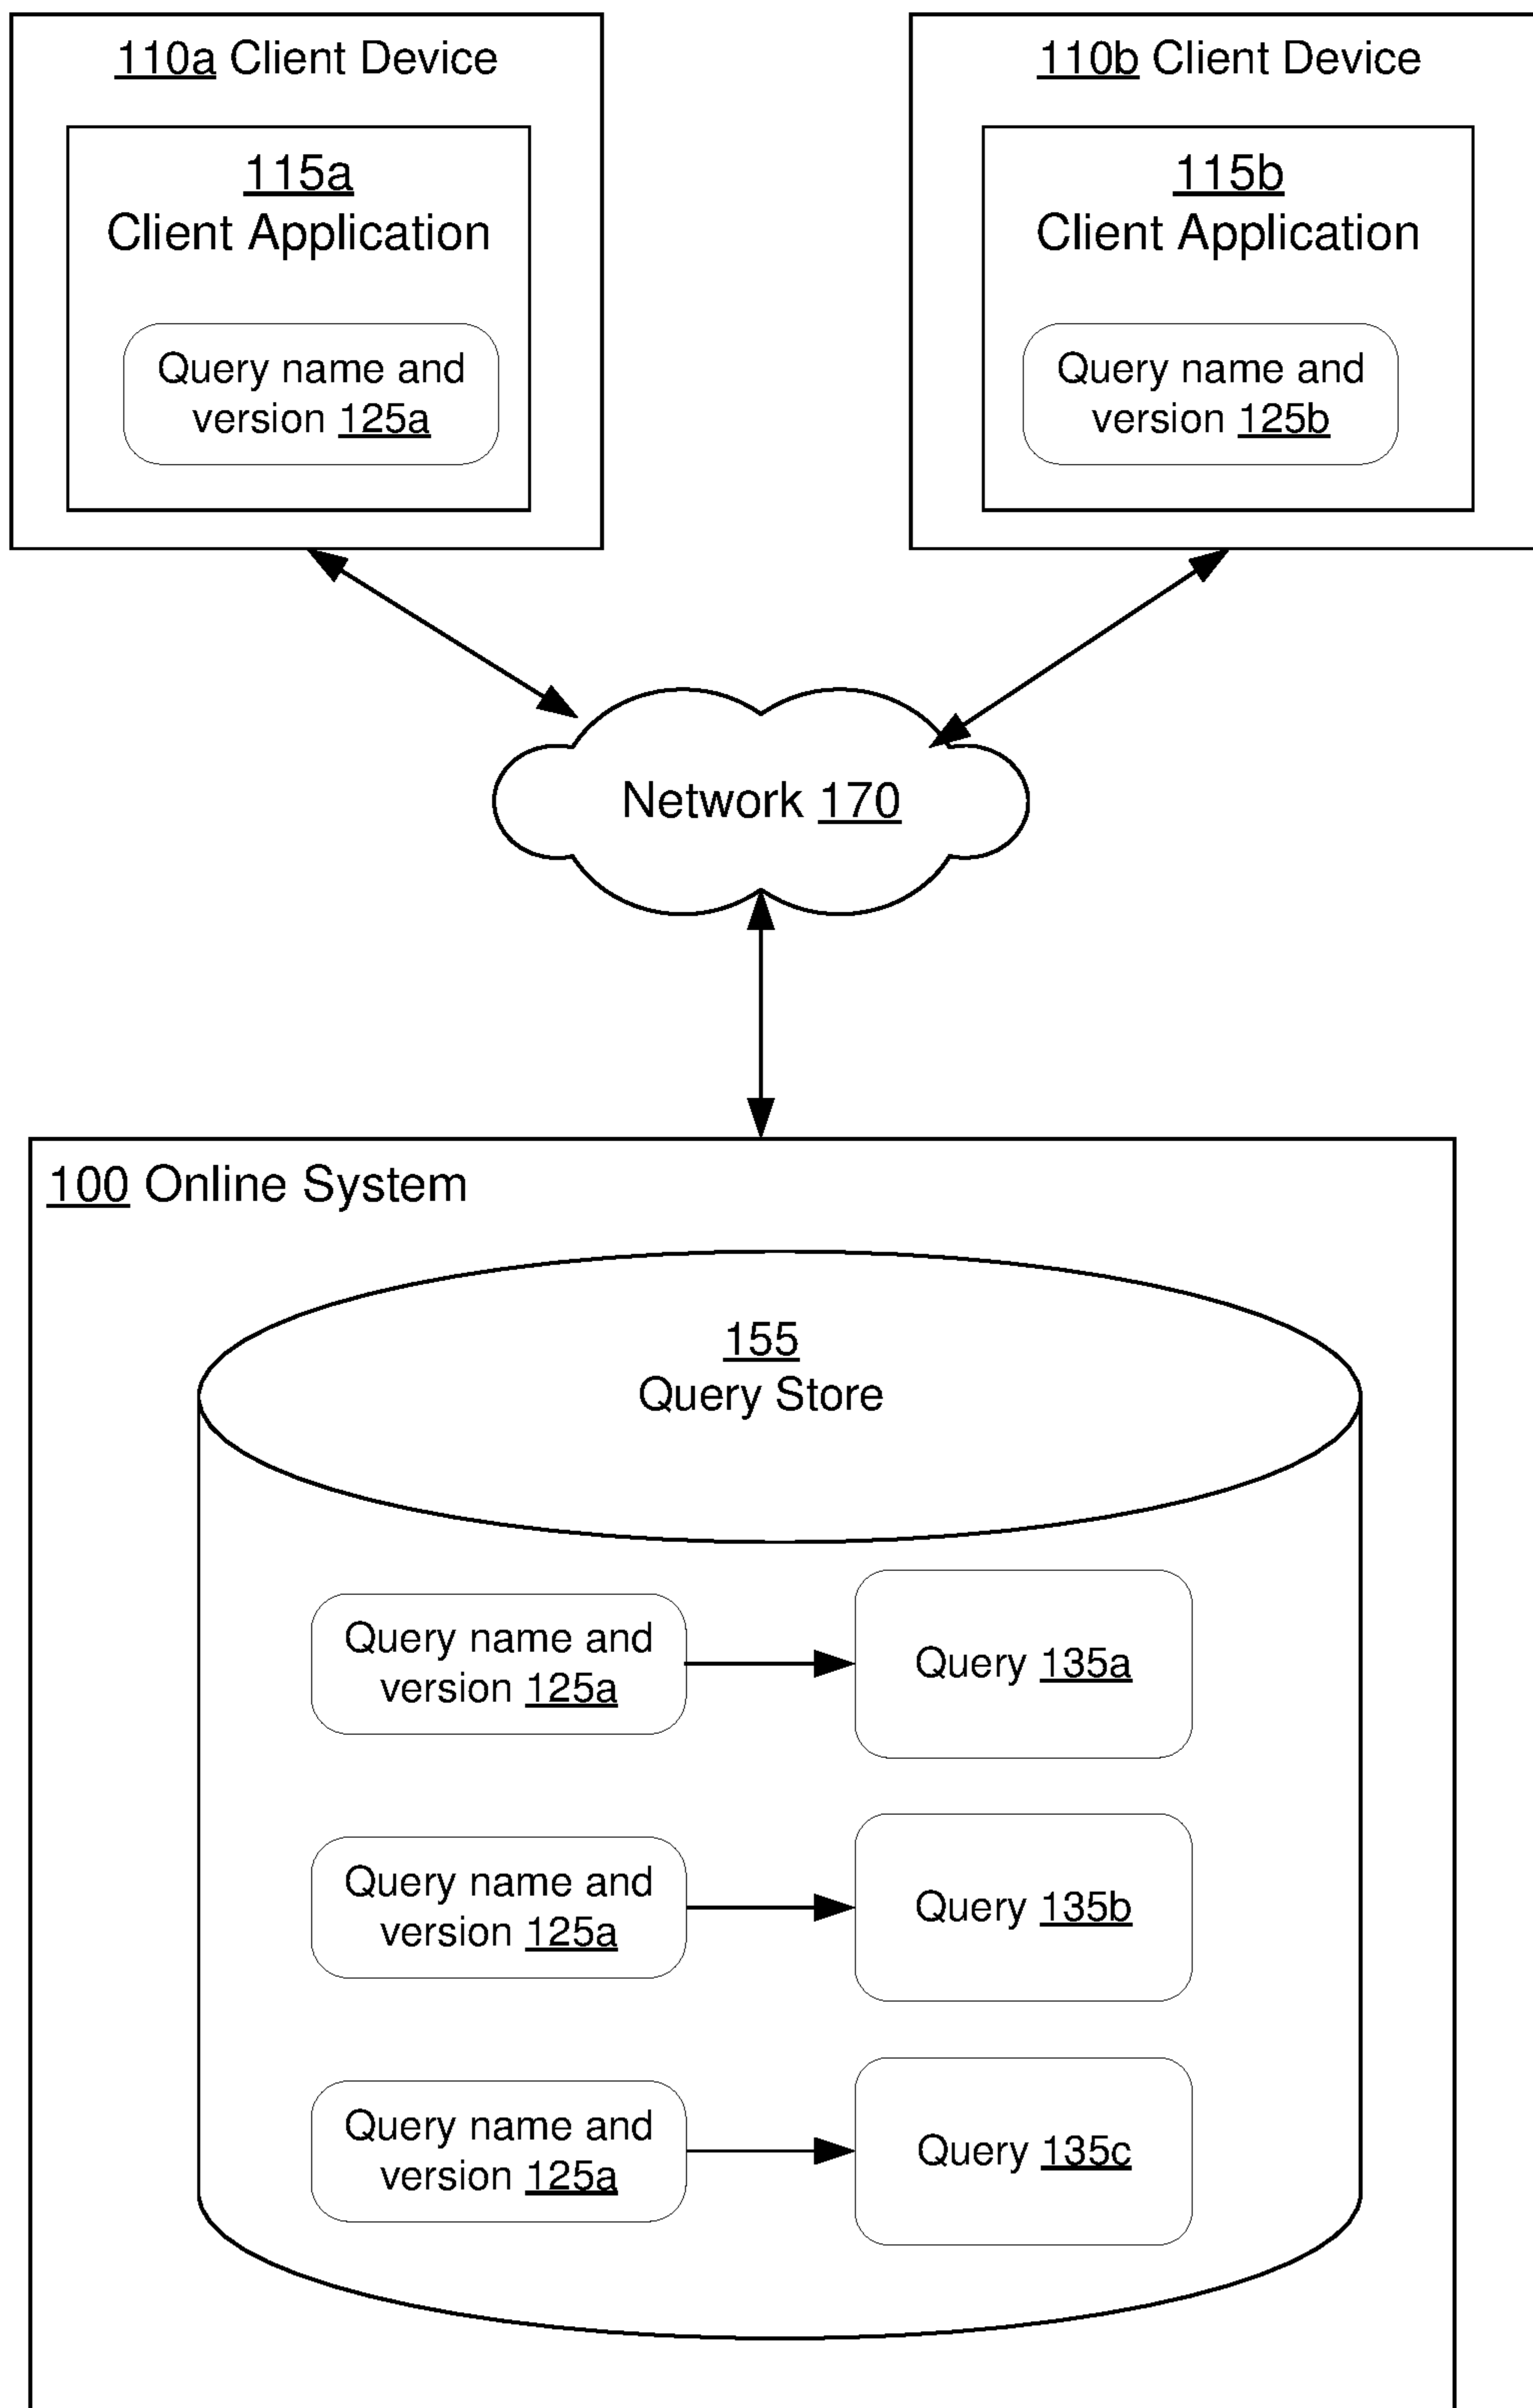 110a Client Device
115a
Client Application
Query name and
version 125a
110b Client Device
115b
Client Application
Query name and
version 125b
Network 170
100 Online System
155
Query Store
Query name and
version 125a
Query 135a
Query name and
version 125a
Query 135b
Query name and
version 125a
Query 135c